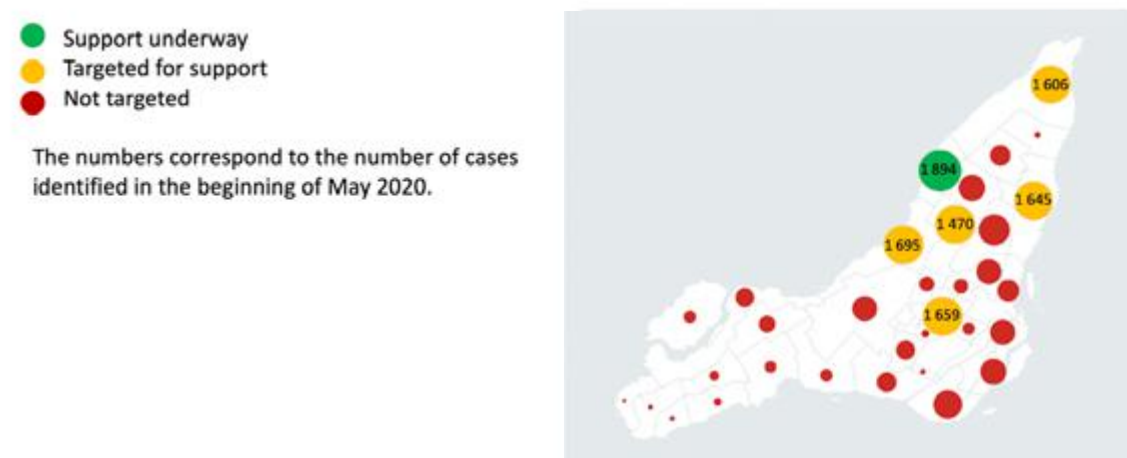 Support underway
Targeted for support
Not targeted
The numbers correspond to the number of cases
identified in the beginning of May 2020.
1 606
1 894
1 645
1 470
1 695
1 659